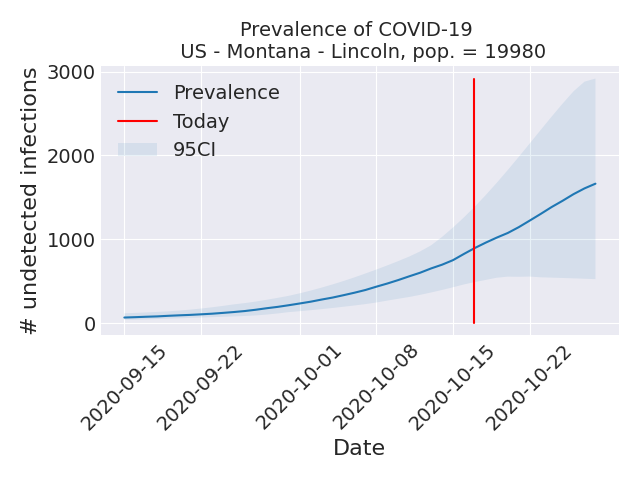 Prevalence of COVID-19
US - Montana - Lincoln, pop. = 19980
# undetected infections
3000
2000
1000
0
Prevalence
Today
95CI
2020-09-15
2020-09-22
2020-10-01
2020-10-08
2020-10-15
2020-10-22
Date